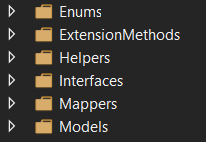 Enums
ExtensionMethods
Helpers
Interfaces
Mappers
Models